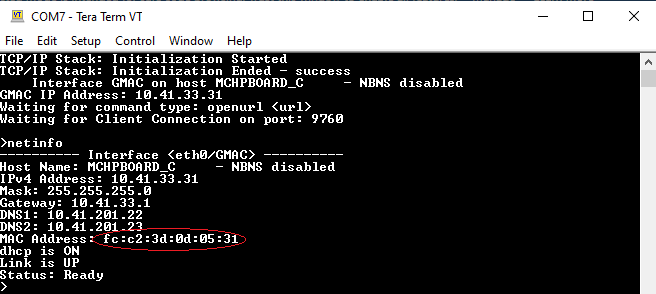 COM7 - Tera Term VT
File Edit Setup Control Window Help
TCP/IP Stack: Initialization Started
TCP/IP Stack: Initialization Ended - success
    Interface GMAC on host MCHPBOARD_C     - NBNS disabled
GMAC IP Address: 10.41.33.31
Waiting for command type: openurl <url>
Waiting for Client Connection on port: 9760
>netinfo
---------- Interface <eth0/GMAC> ----------
Host Name: MCHPBOARD_C     - NBNS disabled
IPv4 Address: 10.41.33.31
Mask: 255.255.255.0
Gateway: 10.41.33.1
DNS1: 10.41.201.22
DNS2: 10.41.201.23
MAC Address: fc:c2:3d:0d:05:31
dhcp is ON
Link is UP
Status: Ready
>